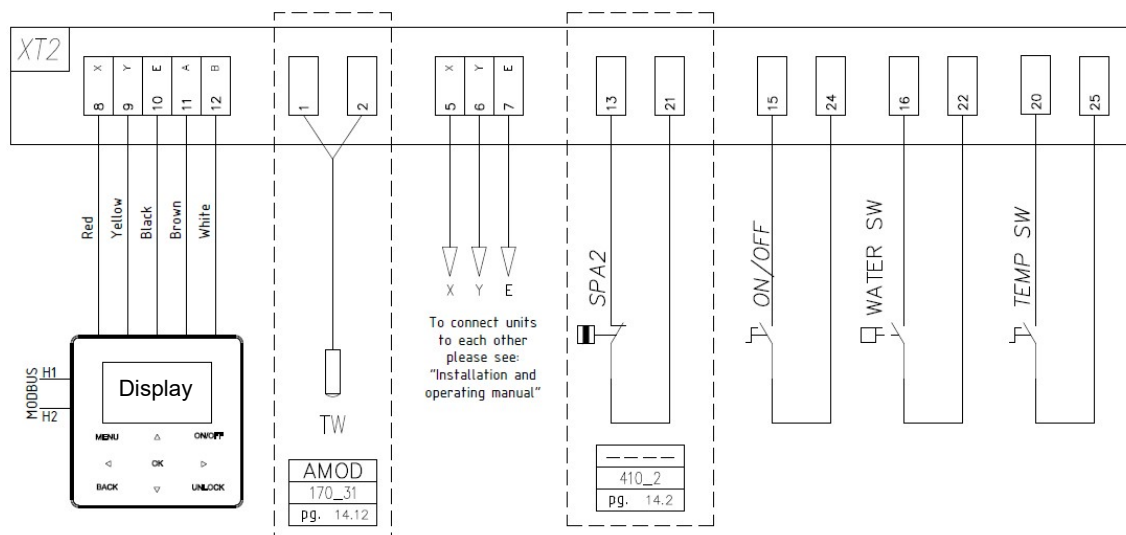 XT2
X Y E A B
8 9 10 11 12
1 2
X Y E
5 6 7
13 21
15 24
16 22
20 25
Red
Yellow
Black
Brown
White
X Y E
To connect units
to each other
please see:
"Installation and
operating manual"
SPA2
ON/OFF
WATER SW
TEMP SW
MODBUS
H1
H2
Display
MENU △ ON/OFF
◁ OK ▷
BACK ▽ UNLOCK
TW
AMOD
170_31
pg. 14.12
-----
410_2
pg. 14.2